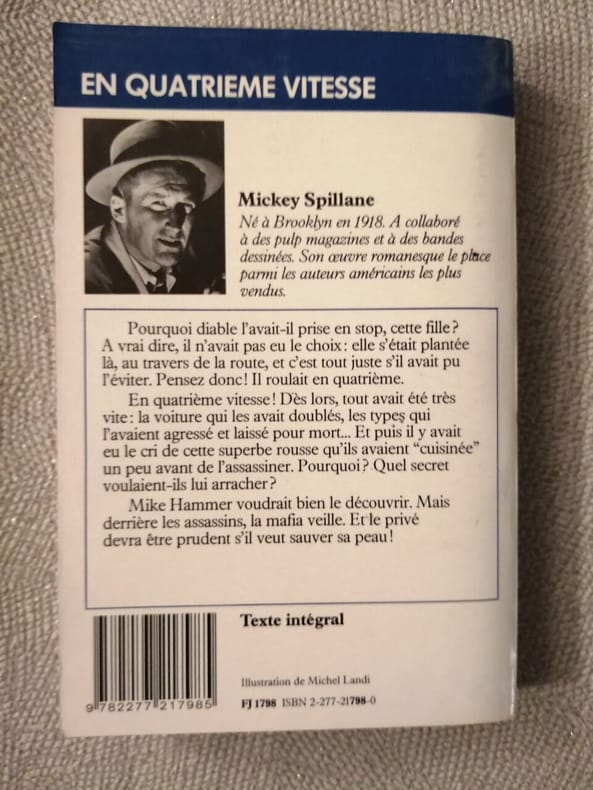 EN QUATRIEME VITESSE
Mickey Spillane
Né à Brooklyn en 1918. A collaboré
à des pulp magazines et à des bandes
dessinées. Son œuvre romanesque le place
parmi les auteurs américains les plus
vendus.
Pourquoi diable l'avait-il prise en stop, cette fille ?
A vrai dire, il n'avait pas eu le choix : elle s'était plantée
là, au travers de la route, et c'est tout juste s'il avait pu
l'éviter. Pensez donc ! Il roulait en quatrième.
En quatrième vitesse ! Dès lors, tout avait été très
vite : la voiture qui les avait doublés, les types qui
l'avaient agressé et laissé pour mort... Et puis il y avait
eu le cri de cette superbe rousse qu'ils avaient "cuisinée"
un peu avant de l'assassiner. Pourquoi ? Quel secret
voulaient-ils lui arracher ?
Mike Hammer voudrait bien le découvrir. Mais
derrière les assassins, la mafia veille. Et le privé
devra être prudent s'il veut sauver sa peau !
Texte intégral
Illustration de Michel Landi
9 782277 217985
FJ 1798 ISBN 2-277-21798-0